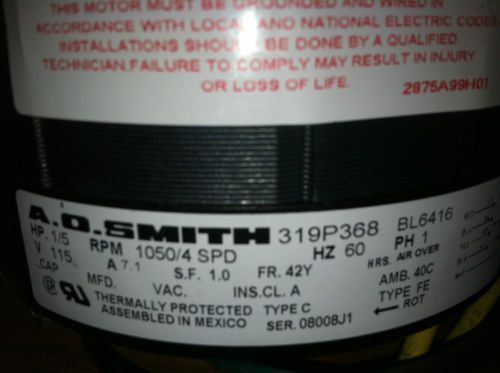 THIS MOTOR MUST BE GROUNDED AND WIRED IN
ACCORDANCE WITH LOCAL AND NATIONAL ELECTRIC CODES.
INSTALLATIONS SHOULD BE DONE BY A QUALIFIED
TECHNICIAN. FAILURE TO COMPLY MAY RESULT IN INJURY
OR LOSS OF LIFE.
2875A99H01
A.O.SMITH 319P368 BL6416
HP. 1/5 RPM 1050/4 SPD HZ 60 PH 1
V 115 A 7.1 S.F. 1.0 FR. 42Y HRS. AIR OVER
CAP MFD. VAC. INS.CL. A AMB. 40C
THERMALLY PROTECTED TYPE C TYPE FE
ASSEMBLED IN MEXICO SER. 08008J1 ROT